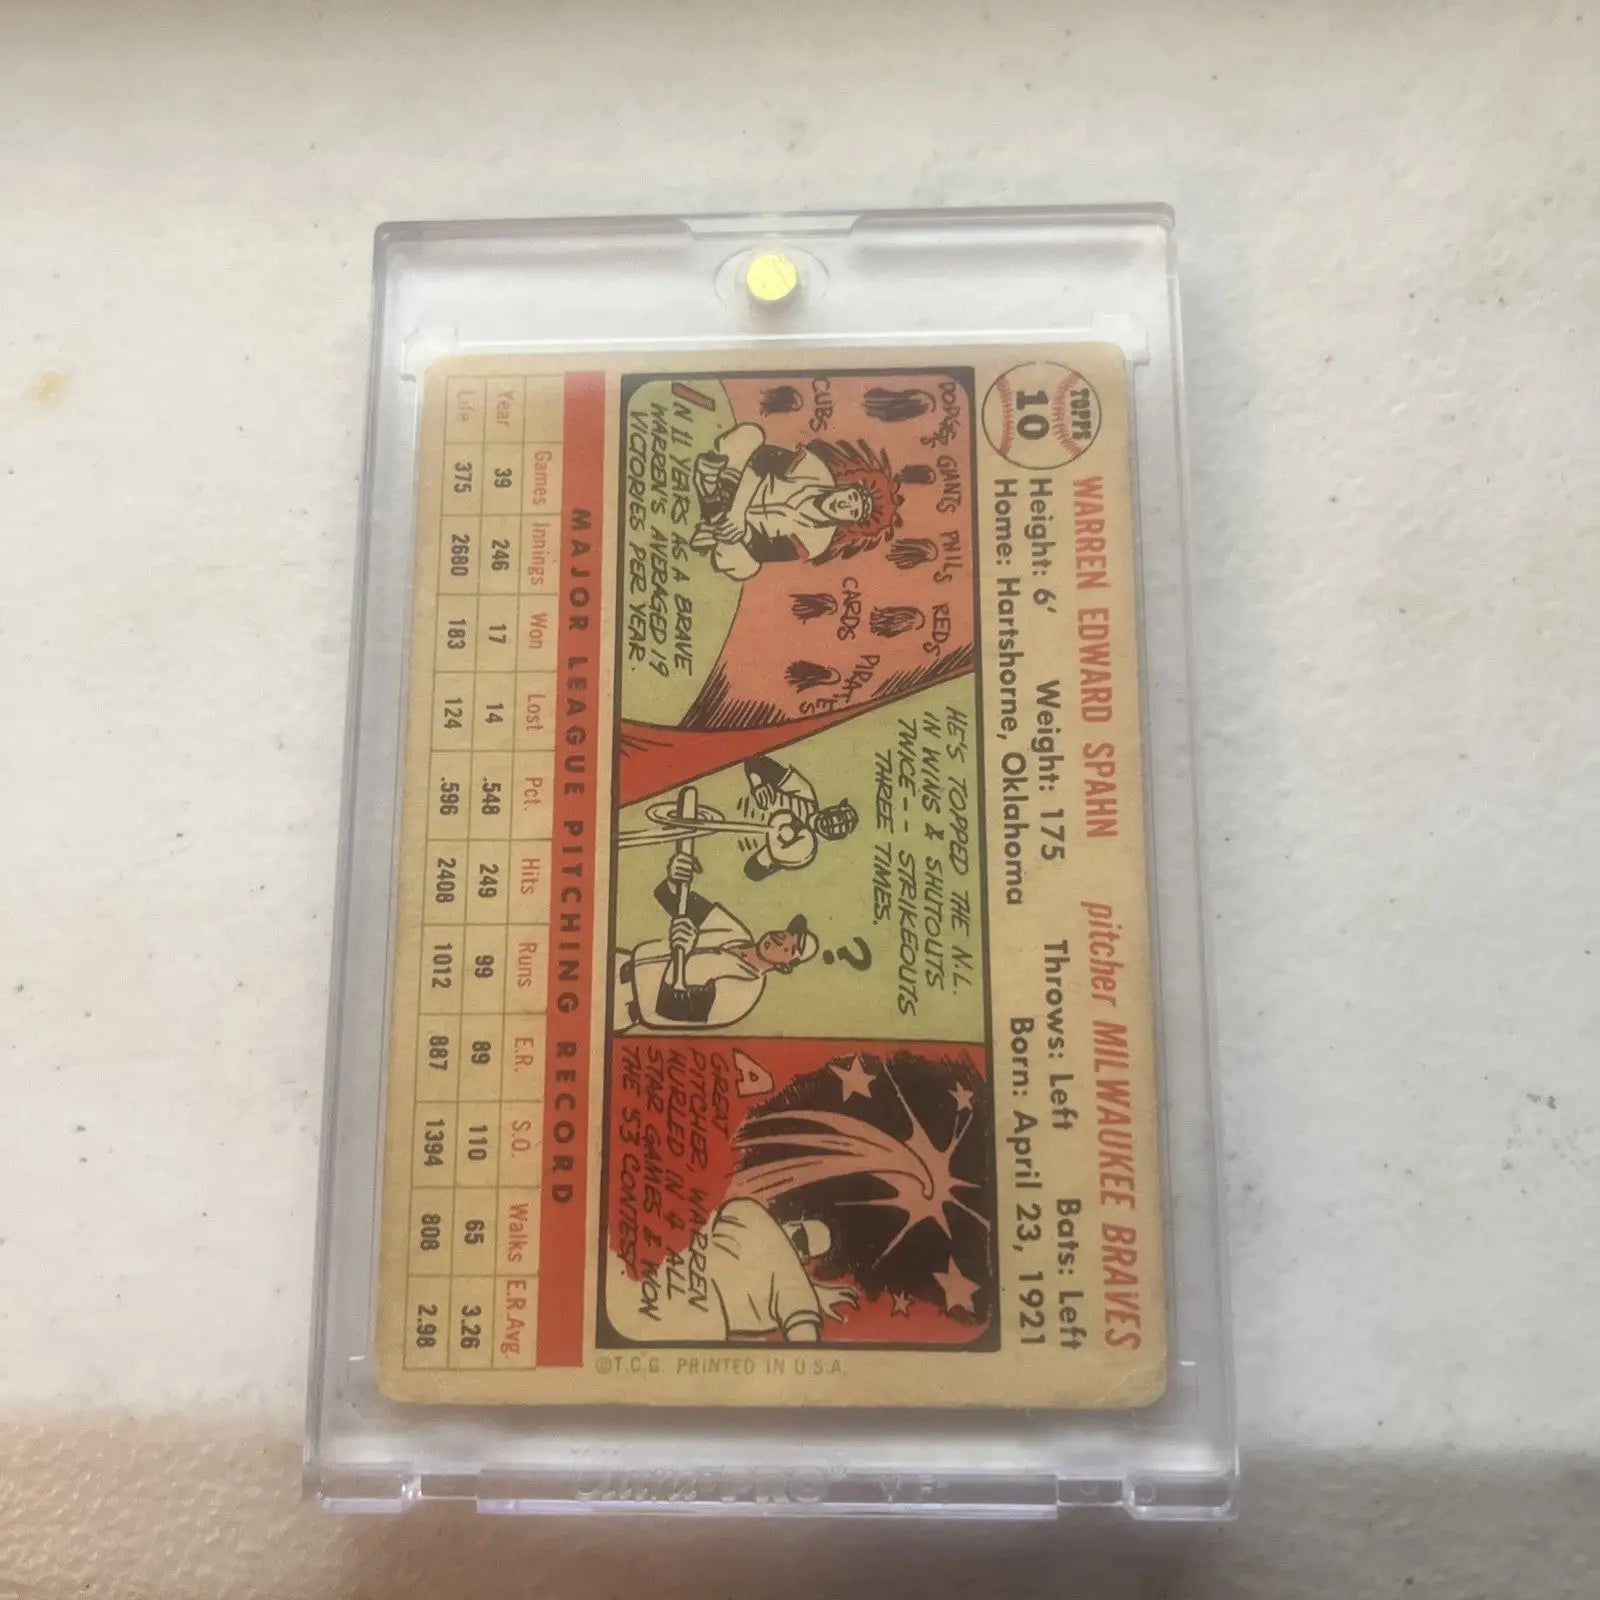 TOPPS
10
WARREN EDWARD SPAHN pitcher MILWAUKEE BRAVES
Height: 6' Weight: 175 Throws: Left Bats: Left
Home: Hartshorne, Oklahoma Born: April 23, 1921
DODGERS GIANTS PHILS REDS
CUBS CARDS PIRATES
IN 11 YEARS AS A BRAVE
WARREN'S AVERAGED 19
VICTORIES PER YEAR.
HE'S TOPPED THE N.L.
IN WINS & SHUTOUTS
TWICE -- STRIKEOUTS
THREE TIMES.
?
A
GREAT
PITCHER, WARREN
HURLED IN 4 ALL
STAR GAMES & WON
THE '53 CONTEST.
©T.C.G. PRINTED IN U.S.A.
MAJOR LEAGUE PITCHING RECORD
Games Innings Won Lost Pct. Hits Runs E.R. S.O. Walks E.R.Avg.
Year 39 246 17 14 .548 249 99 89 110 65 3.26
Life 375 2680 183 124 .596 2408 1012 887 1394 808 2.98
PRO